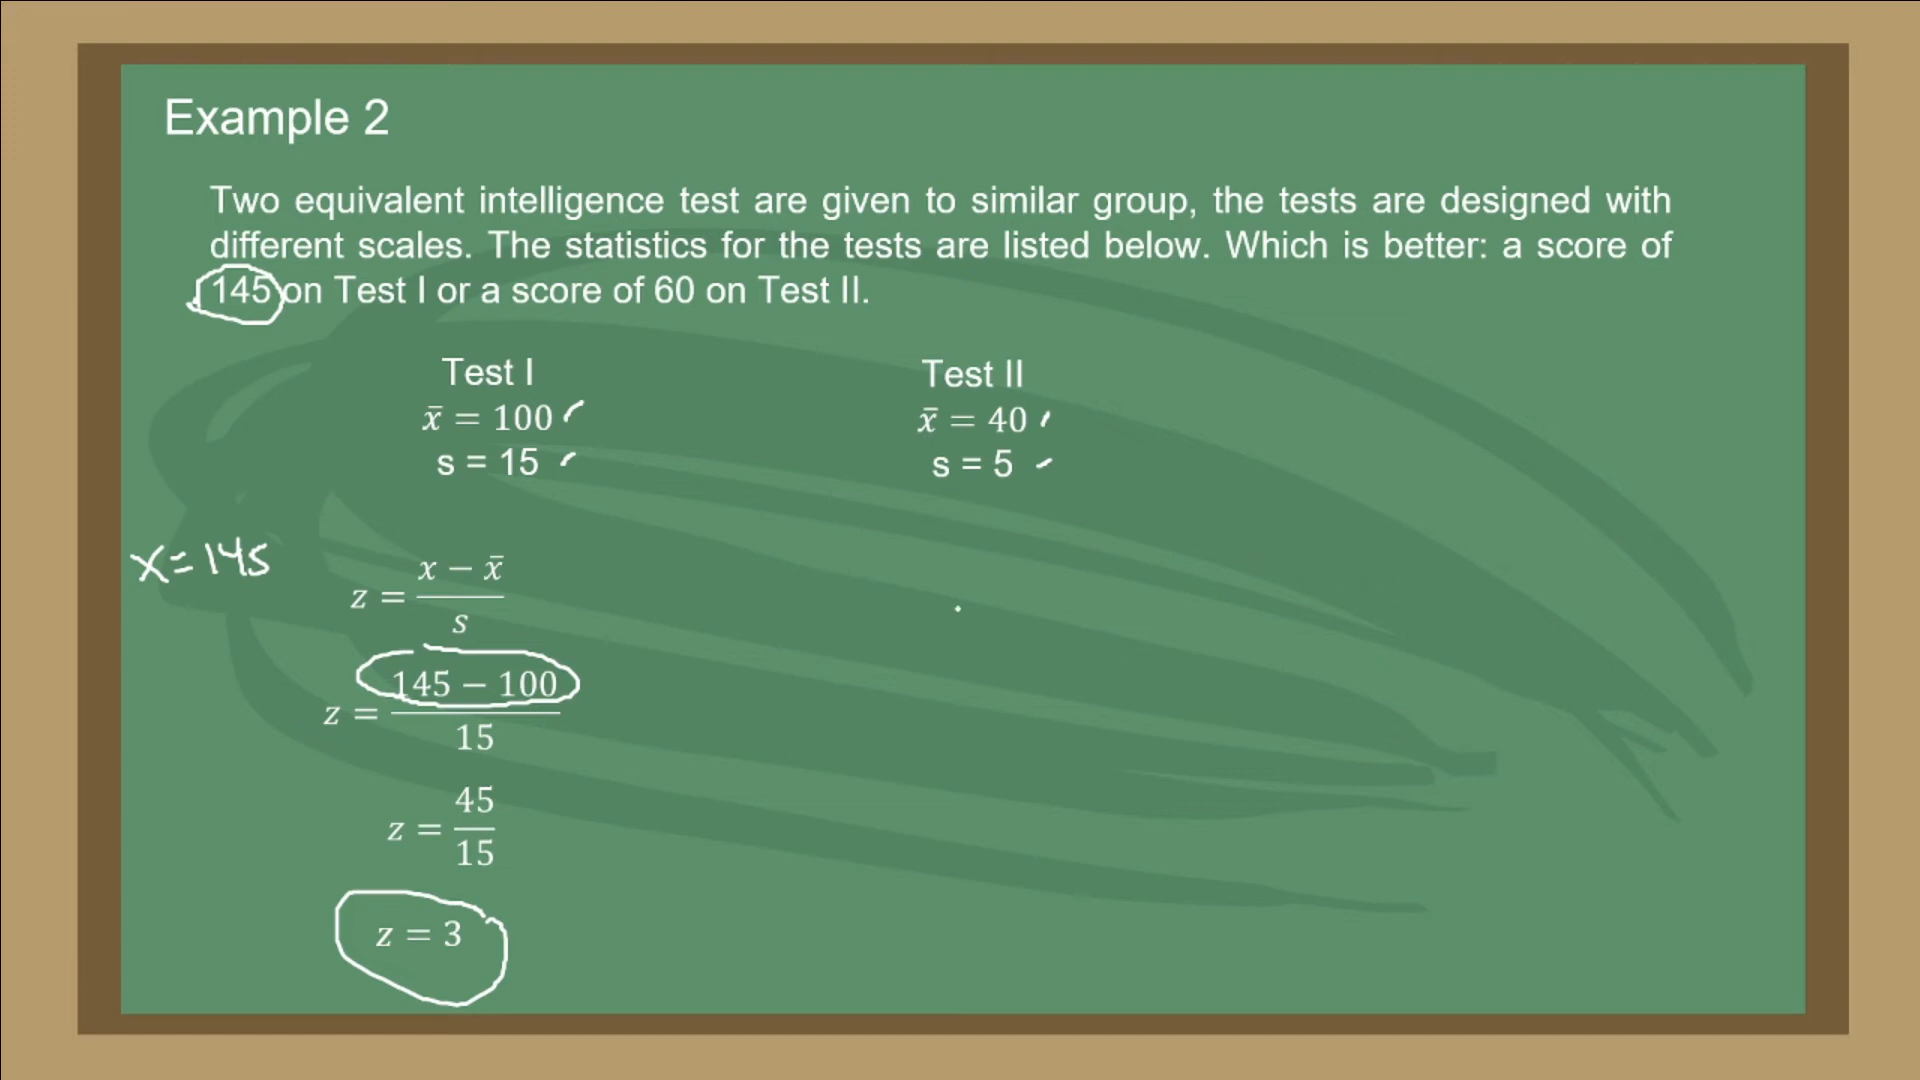 Example 2
Two equivalent intelligence test are given to similar group, the tests are designed with
different scales. The statistics for the tests are listed below. Which is better: a score of
145 on Test I or a score of 60 on Test II.
Test I
x̄ = 100
s = 15
Test II
x̄ = 40
s = 5
x = 145
z = (x − x̄) / s
z = (145 − 100) / 15
z = 45 / 15
z = 3